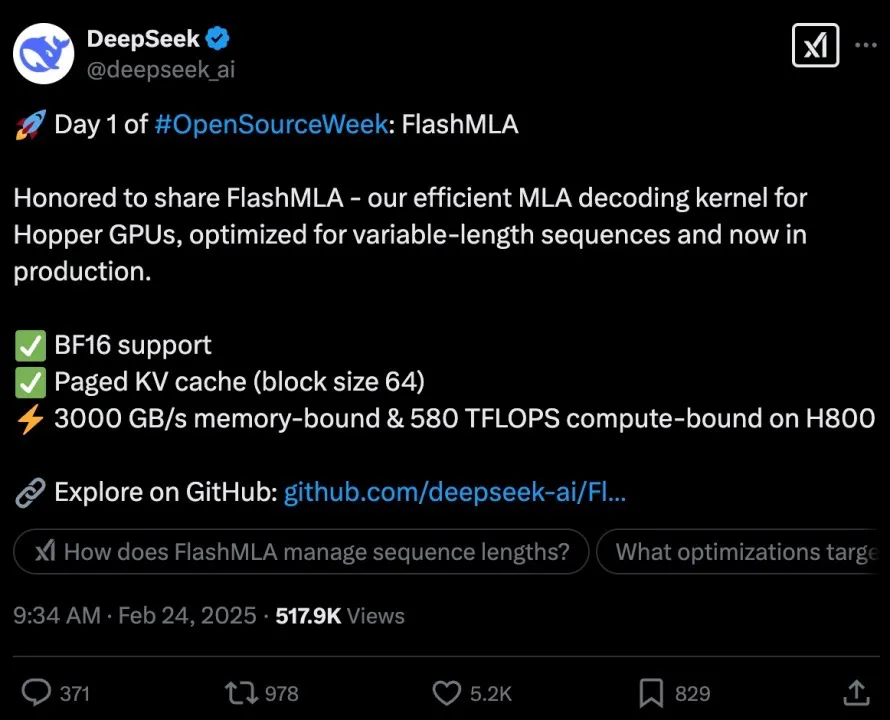 DeepSeek
@deepseek_ai
🚀 Day 1 of #OpenSourceWeek: FlashMLA
Honored to share FlashMLA - our efficient MLA decoding kernel for
Hopper GPUs, optimized for variable-length sequences and now in
production.
✅ BF16 support
✅ Paged KV cache (block size 64)
⚡ 3000 GB/s memory-bound & 580 TFLOPS compute-bound on H800
🔗 Explore on GitHub: github.com/deepseek-ai/Fl...
How does FlashMLA manage sequence lengths? What optimizations targe
9:34 AM · Feb 24, 2025 · 517.9K Views
371 978 5.2K 829